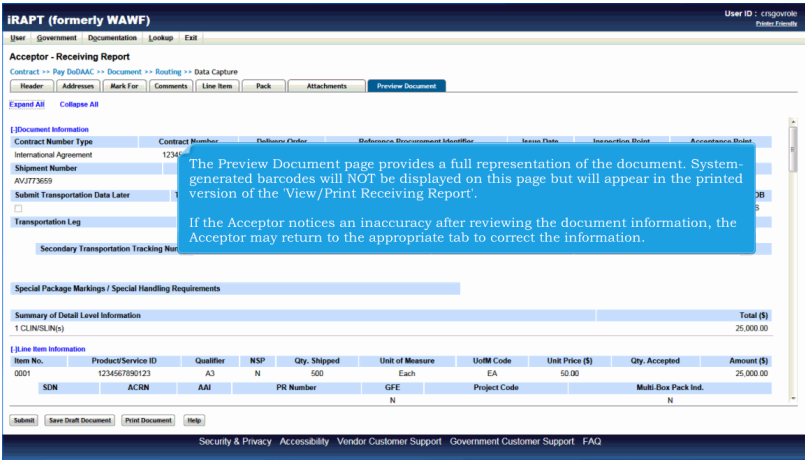 iRAPT (formerly WAWF)
User ID : crsgovrole
Printer Friendly
User Government Documentation Lookup Exit
Acceptor - Receiving Report
Contract >> Pay DoDAAC >> Document >> Routing >> Data Capture
Header Addresses Mark For Comments Line Item Pack Attachments Preview Document
Expand All Collapse All
[-]Document Information
Contract Number Type Contract Number Delivery Order Reference Procurement Identifier Issue Date Inspection Point Acceptance Point
International Agreement
Shipment Number
AVJ773659
Submit Transportation Data Later
Transportation Leg
Secondary Transportation Tracking
The Preview Document page provides a full representation of the document. System-
generated barcodes will NOT be displayed on this page but will appear in the printed
version of the 'View/Print Receiving Report'.
If the Acceptor notices an inaccuracy after reviewing the document information, the
Acceptor may return to the appropriate tab to correct the information.
Special Package Markings / Special Handling Requirements
Summary of Detail Level Information Total ($)
1 CLIN/SLIN(s) 25,000.00
[-]Line Item Information
Item No. Product/Service ID Qualifier NSP Qty. Shipped Unit of Measure UofM Code Unit Price ($) Qty. Accepted Amount ($)
0001 1234567890123 A3 N 500 Each EA 50.00 25,000.00
SDN ACRN AAI PR Number GFE Project Code Multi-Box Pack Ind.
N N
Submit Save Draft Document Print Document Help
Security & Privacy Accessibility Vendor Customer Support Government Customer Support FAQ